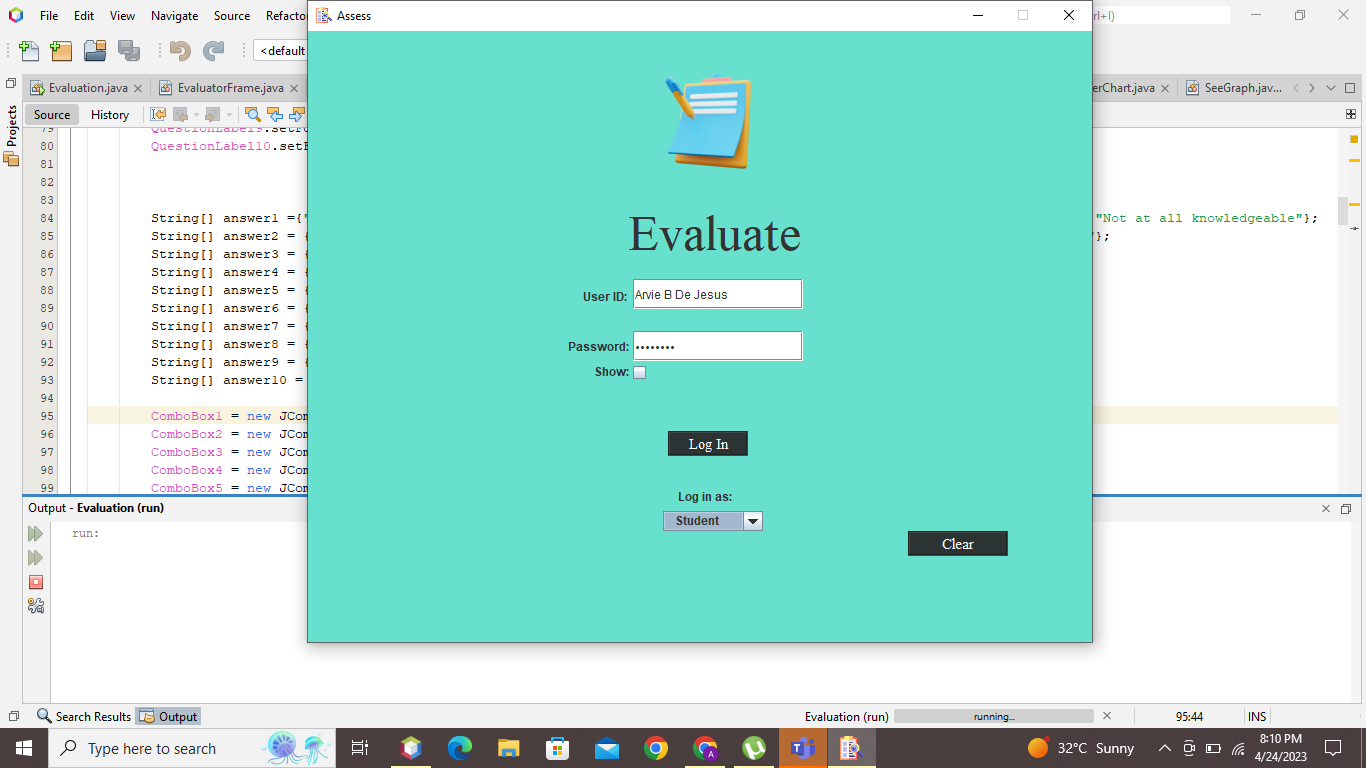 File Edit View Navigate Source Refacto
Assess
rl+I)
<default
Evaluation.java
EvaluatorFrame.java
erChart.java
SeeGraph.jav...
Projects
Source History
79 QuestionLabel9.setFo
80 QuestionLabel10.setF
81
82
83
84 String[] answer1 ={" "Not at all knowledgeable"};
85 String[] answer2 = { "};
86 String[] answer3 = {
87 String[] answer4 = {
88 String[] answer5 = {
89 String[] answer6 = {
90 String[] answer7 = {
91 String[] answer8 = {
92 String[] answer9 = {
93 String[] answer10 =
94
95 ComboBox1 = new JCom
96 ComboBox2 = new JCom
97 ComboBox3 = new JCom
98 ComboBox4 = new JCom
99 ComboBox5 = new JCom
Evaluate
User ID: Arvie B De Jesus
Password: ••••••••
Show:
Log In
Log in as:
Student
Clear
Output - Evaluation (run)
run:
Search Results Output
Evaluation (run) running... 95:44 INS
Type here to search
A
32°C Sunny
8:10 PM
4/24/2023